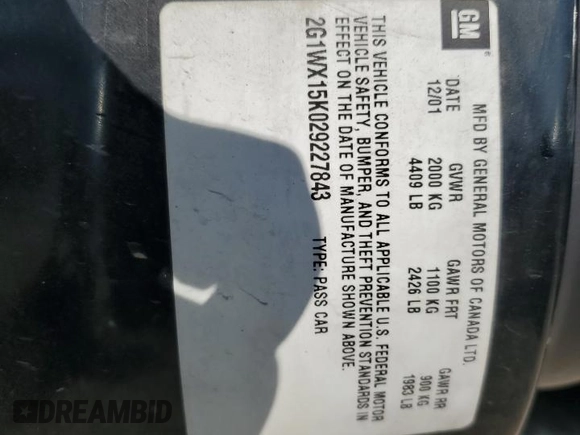 GM
MFD BY GENERAL MOTORS OF CANADA LTD.
DATE GVWR GAWR FRT GAWR RR
12/01 2000 KG 1100 KG 900 KG
4409 LB 2426 LB 1983 LB
THIS VEHICLE CONFORMS TO ALL APPLICABLE U.S. FEDERAL MOTOR
VEHICLE SAFETY, BUMPER, AND THEFT PREVENTION STANDARDS IN
EFFECT ON THE DATE OF MANUFACTURE SHOWN ABOVE.
2G1WX15K029227843 TYPE: PASS CAR
DREAMBID